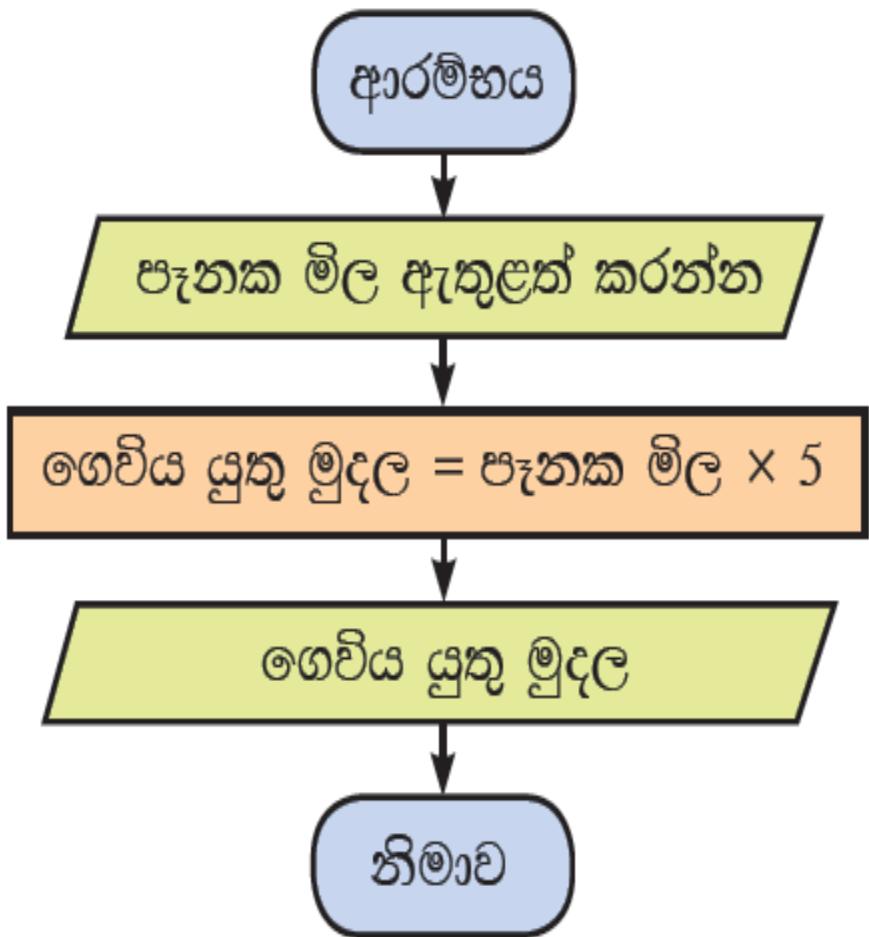 ආරම්භය
පෑනක මිල ඇතුළත් කරන්න
ගෙවිය යුතු මුදල = පෑනක මිල × 5
ගෙවිය යුතු මුදල
නිමාව